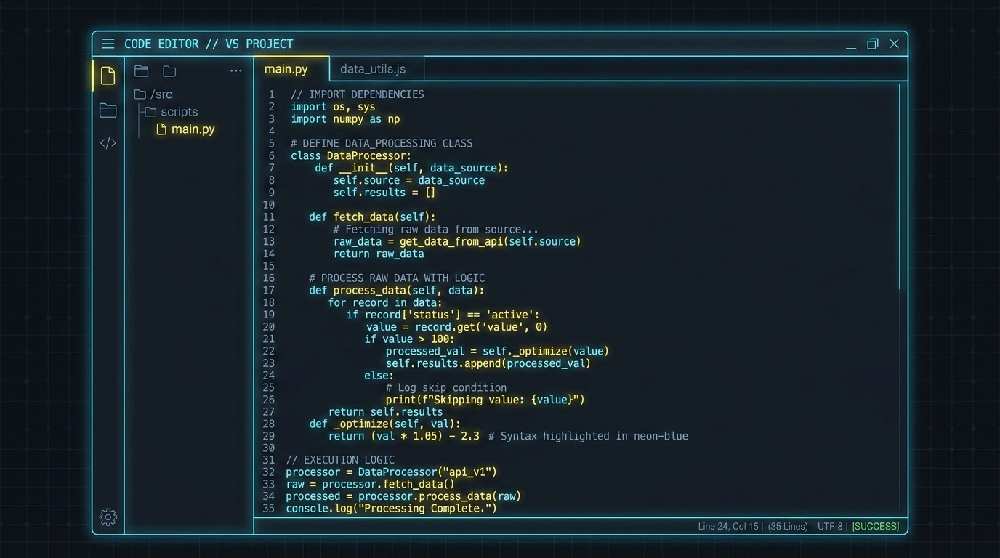 CODE EDITOR // VS PROJECT
/src
scripts
main.py
main.py
data_utils.js
1 // IMPORT DEPENDENCIES
2 import os, sys
3 import numpy as np
4
5 # DEFINE DATA_PROCESSING CLASS
6 class DataProcessor:
7 def __init__(self, data_source):
8 self.source = data_source
9 self.results = []
10
11 def fetch_data(self):
12 # Fetching raw data from source...
13 raw_data = get_data_from_api(self.source)
14 return raw_data
15
16 # PROCESS RAW DATA WITH LOGIC
17 def process_data(self, data):
18 for record in data:
19 if record['status'] == 'active':
20 value = record.get('value', 0)
21 if value > 100:
22 processed_val = self._optimize(value)
23 self.results.append(processed_val)
24 else:
25 # Log skip condition
26 print(f"Skipping value: {value}")
27 return self.results
28 def _optimize(self, val):
29 return (val * 1.05) - 2.3 # Syntax highlighted in neon-blue
30
31 // EXECUTION LOGIC
32 processor = DataProcessor("api_v1")
33 raw = processor.fetch_data()
34 processed = processor.process_data(raw)
35 console.log("Processing Complete.")
Line 24, Col 15 | (35 Lines) | UTF-8 | [SUCCESS]